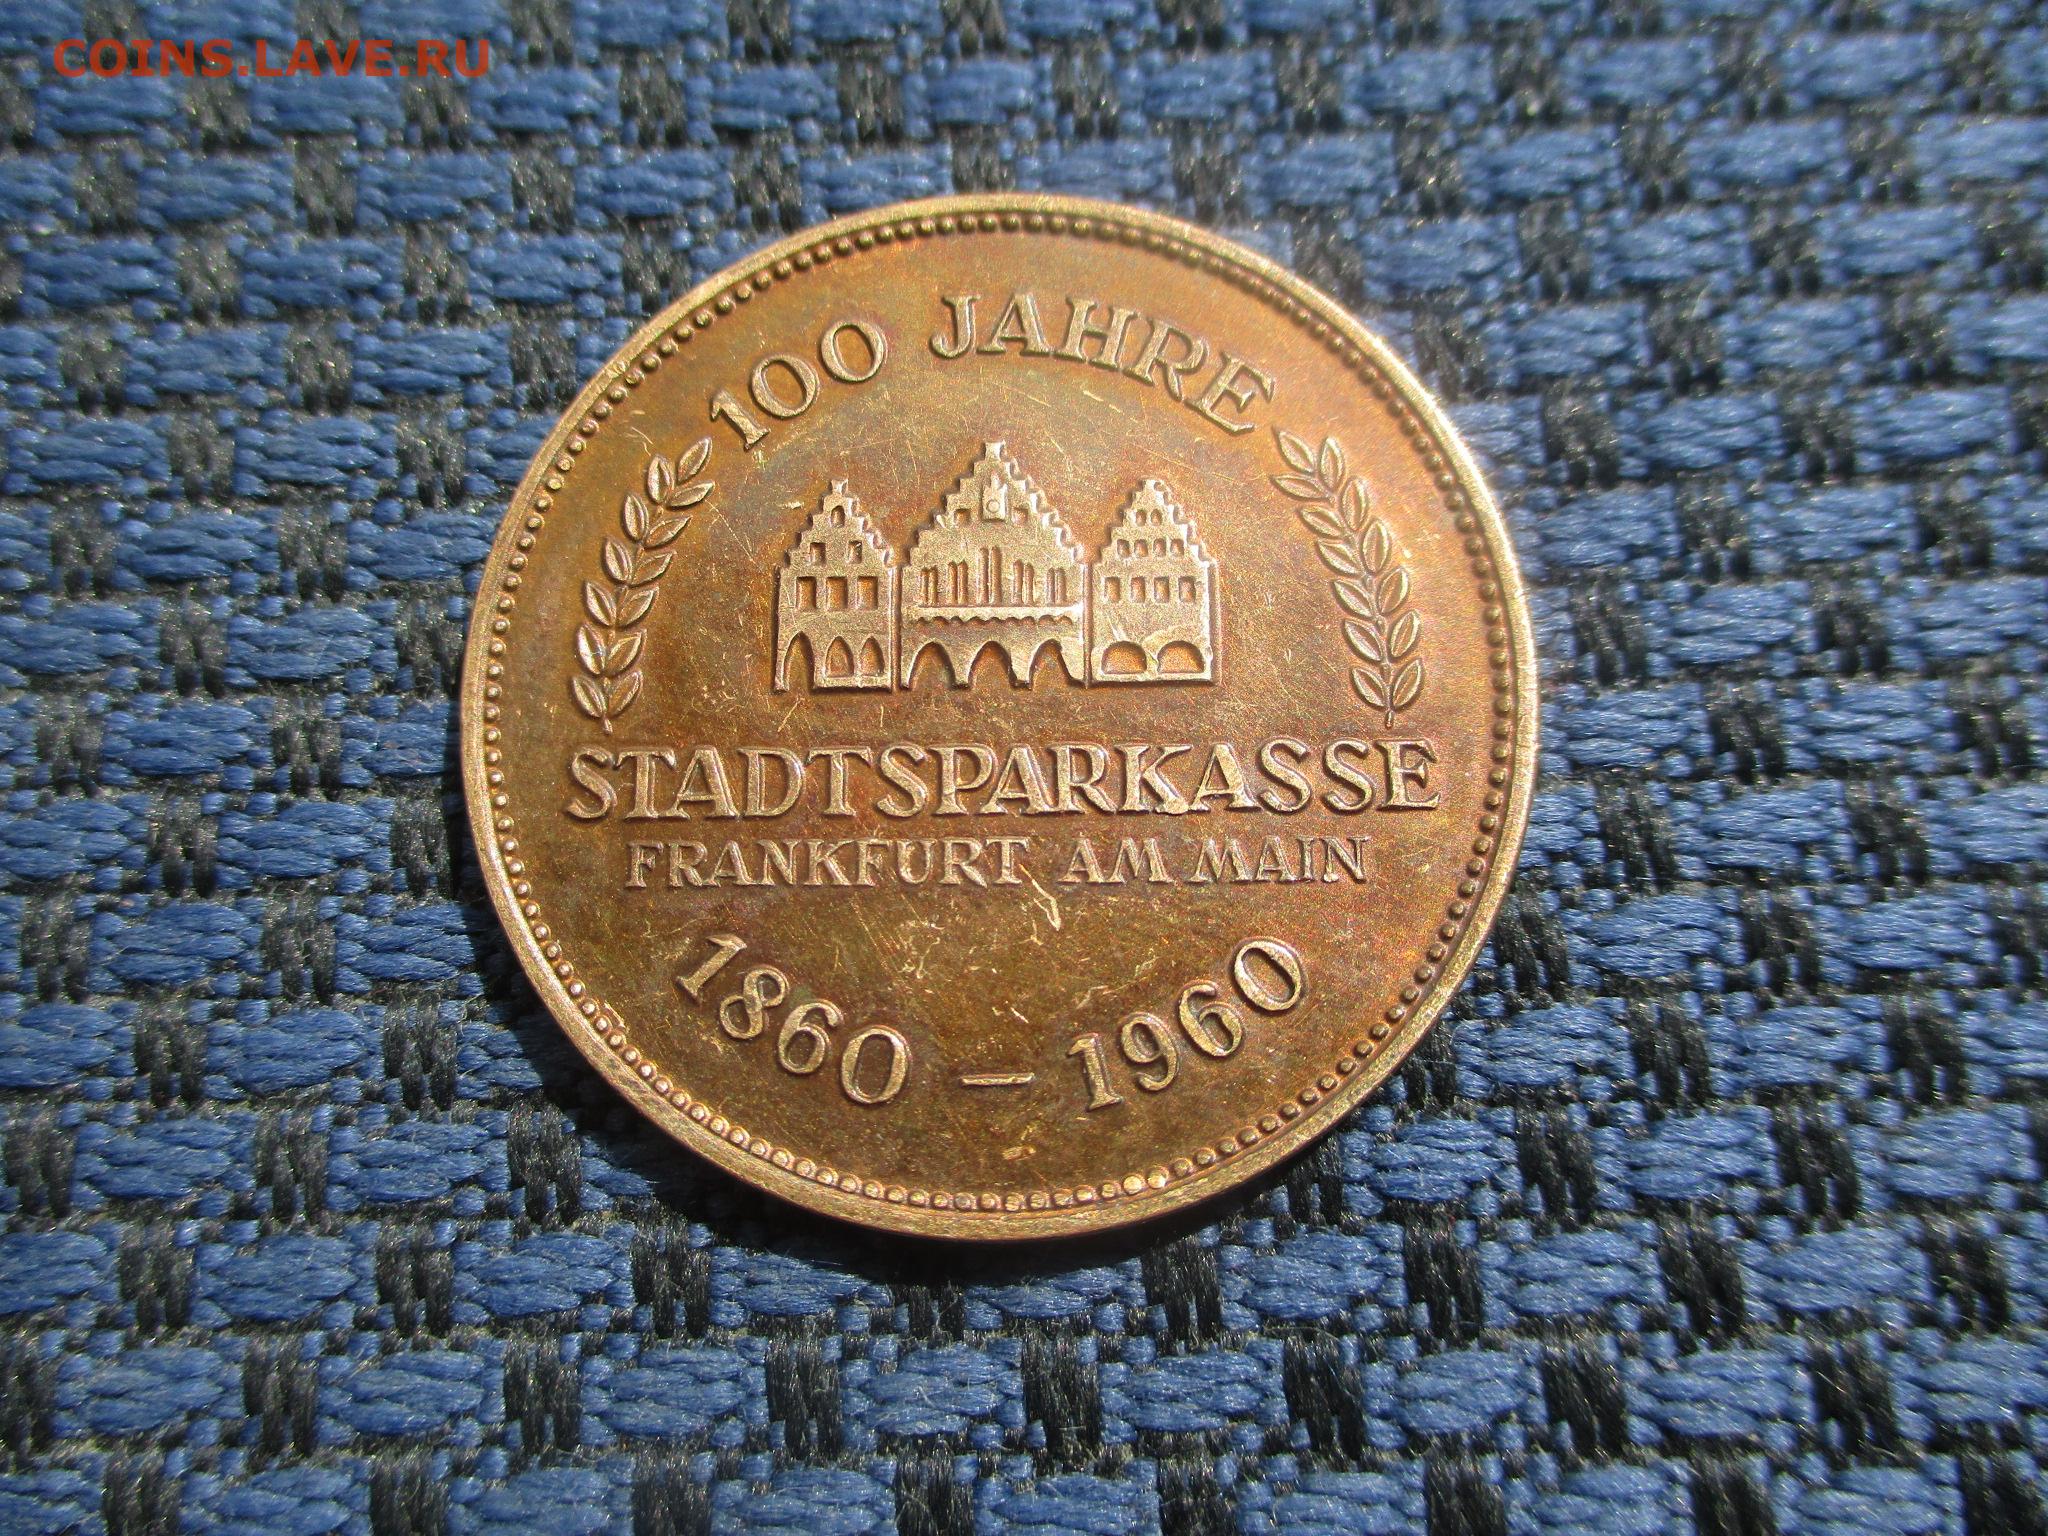 COINS.LAVE.RU
100 JAHRE
STADTSPARKASSE
FRANKFURT AM MAIN
1860 – 1960